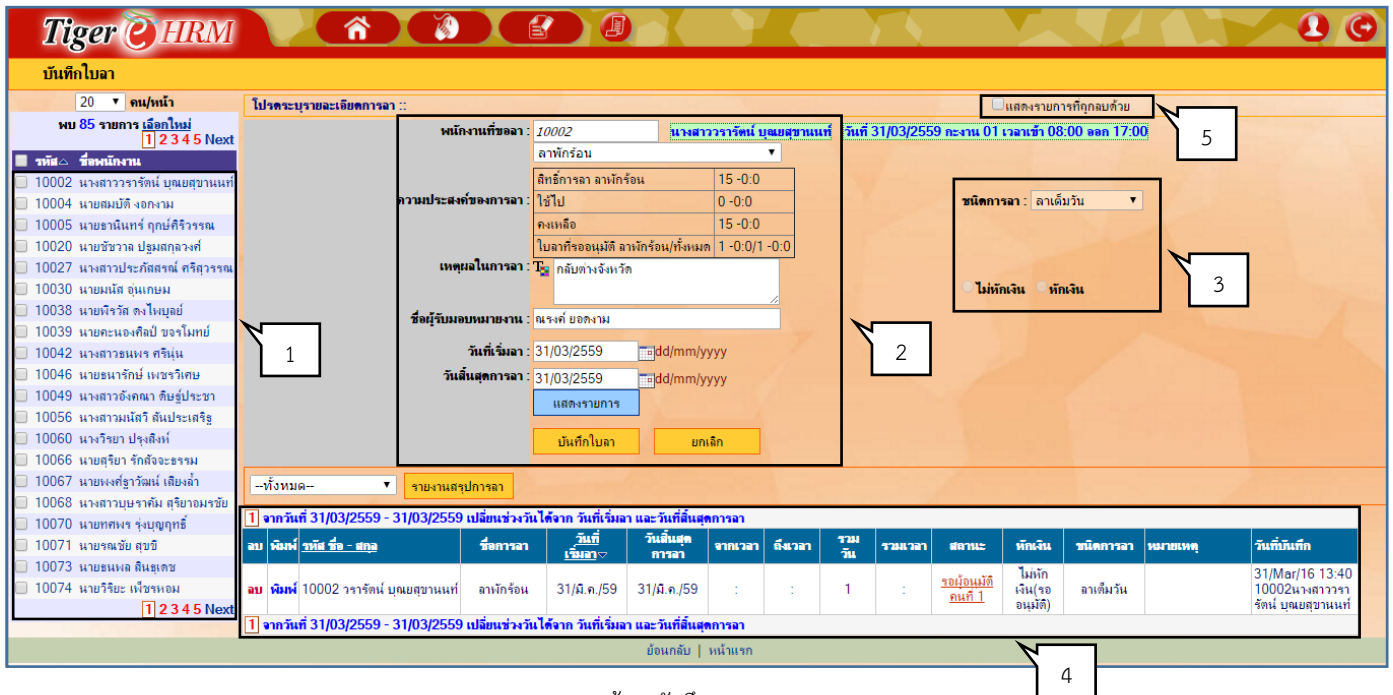 Tiger e HRM
บันทึกใบลา
20 คน/หน้า
พบ 85 รายการ เลือกใหม่
1 2 3 4 5 Next
รหัส ชื่อพนักงาน
10002 นางสาววรารัตน์ บุณยสุขานนท์
10004 นายสมบัติ งอกงาม
10005 นายธานินทร์ ฤกษ์ศิริวรรณ
10020 นายชัชวาล ปฐมสกุลวงศ์
10027 นางสาวประภัสสรณ์ ศรีสุวรรณ
10030 นายมนัส อุ่นเกษม
10038 นายพิรวัส คงไพบูลย์
10039 นายคะนองศิลป์ ขจรโมทย์
10042 นางสาวธนพร ศรีนุ่น
10046 นายธนารักษ์ เพชรวิเศษ
10049 นางสาวอังคณา ดิษฐ์ประชา
10056 นางสาวมนัสวี สันประเสริฐ
10060 นางวิรยา ปรุงสิงห์
10066 นายสุริยา รักสัจจะธรรม
10067 นายพงศ์ฐาวัฒน์ เสียงล้ำ
10068 นางสาวบุษราคัม สุริยาอมรชัย
10070 นายทศพร รุ่งบุญฤทธิ์
10071 นายรณชัย สุขขี
10073 นายธนพล สินธุเดช
10074 นายวิริยะ เพ็ชรหอม
1 2 3 4 5 Next
1
โปรดระบุรายละเอียดการลา ::
แสดงรายการที่ถูกลบด้วย
5
พนักงานที่ขอลา : 10002 นางสาววรารัตน์ บุณยสุขานนท์ วันที่ 31/03/2559 กะงาน 01 เวลาเข้า 08:00 ออก 17:00
ลาพักร้อน
ความประสงค์ของการลา :
สิทธิ์การลา ลาพักร้อน 15 -0:0
ใช้ไป 0 -0:0
คงเหลือ 15 -0:0
ใบลาที่รออนุมัติ ลาพักร้อน/ทั้งหมด 1 -0:0/1 -0:0
เหตุผลในการลา : กลับต่างจังหวัด
ชื่อผู้รับมอบหมายงาน : ณรงค์ ยอดงาม
วันที่เริ่มลา : 31/03/2559 dd/mm/yyyy
วันสิ้นสุดการลา : 31/03/2559 dd/mm/yyyy
แสดงรายการ
บันทึกใบลา ยกเลิก
2
ชนิดการลา : ลาเต็มวัน
ไม่หักเงิน หักเงิน
3
--ทั้งหมด-- รายงานสรุปการลา
1 จากวันที่ 31/03/2559 - 31/03/2559 เปลี่ยนช่วงวันได้จาก วันที่เริ่มลา และวันที่สิ้นสุดการลา
ลบ พิมพ์ รหัส ชื่อ - สกุล ชื่อการลา วันที่เริ่มลา วันสิ้นสุดการลา จากเวลา ถึงเวลา รวมวัน รวมเวลา สถานะ หักเงิน ชนิดการลา หมายเหตุ วันที่บันทึก
ลบ พิมพ์ 10002 วรารัตน์ บุณยสุขานนท์ ลาพักร้อน 31/มี.ค./59 31/มี.ค./59 : : 1 : รอผู้อนุมัติคนที่ 1 ไม่หักเงิน(รออนุมัติ) ลาเต็มวัน 31/Mar/16 13:40 10002นางสาววรารัตน์ บุณยสุขานนท์
1 จากวันที่ 31/03/2559 - 31/03/2559 เปลี่ยนช่วงวันได้จาก วันที่เริ่มลา และวันที่สิ้นสุดการลา
ย้อนกลับ | หน้าแรก
4